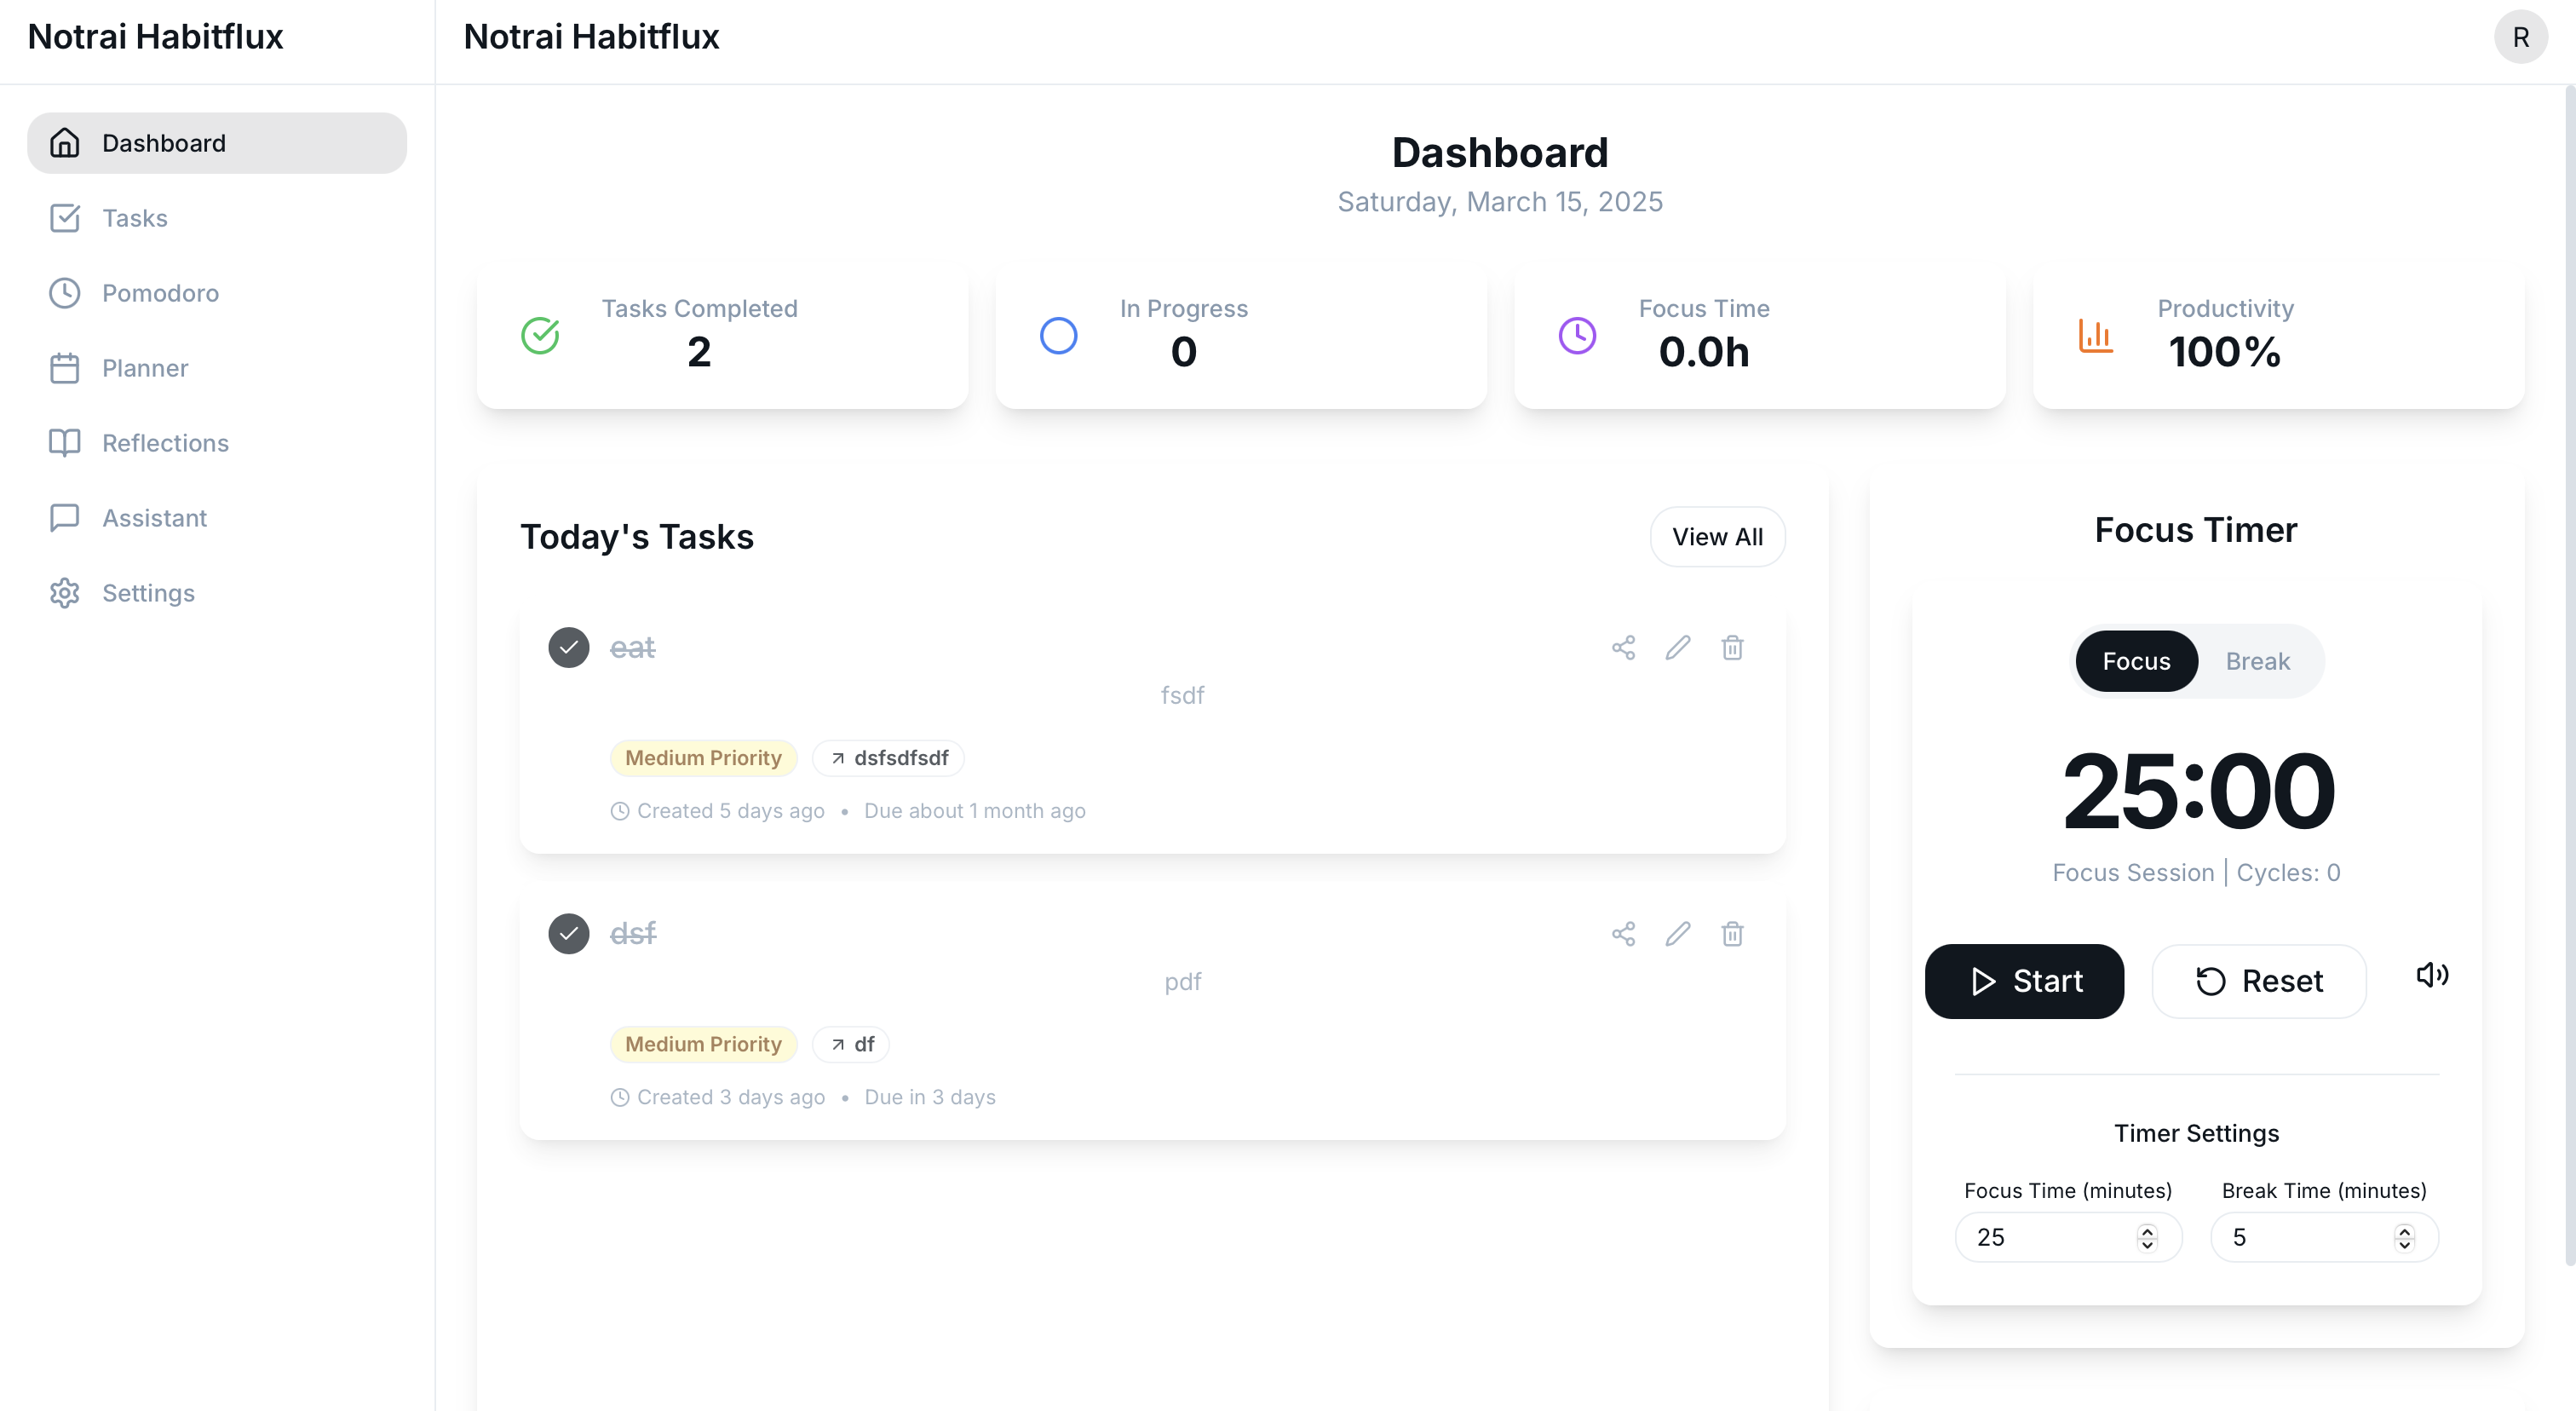 Notrai Habitflux
Dashboard
Tasks
Pomodoro
Planner
Reflections
Assistant
Settings
Notrai Habitflux
R
Dashboard
Saturday, March 15, 2025
Tasks Completed
2
In Progress
0
Focus Time
0.0h
Productivity
100%
Today's Tasks
View All
eat
fsdf
Medium Priority
dsfsdfsdf
Created 5 days ago • Due about 1 month ago
dsf
pdf
Medium Priority
df
Created 3 days ago • Due in 3 days
Focus Timer
Focus
Break
25:00
Focus Session | Cycles: 0
Start
Reset
Timer Settings
Focus Time (minutes)
Break Time (minutes)
25
5